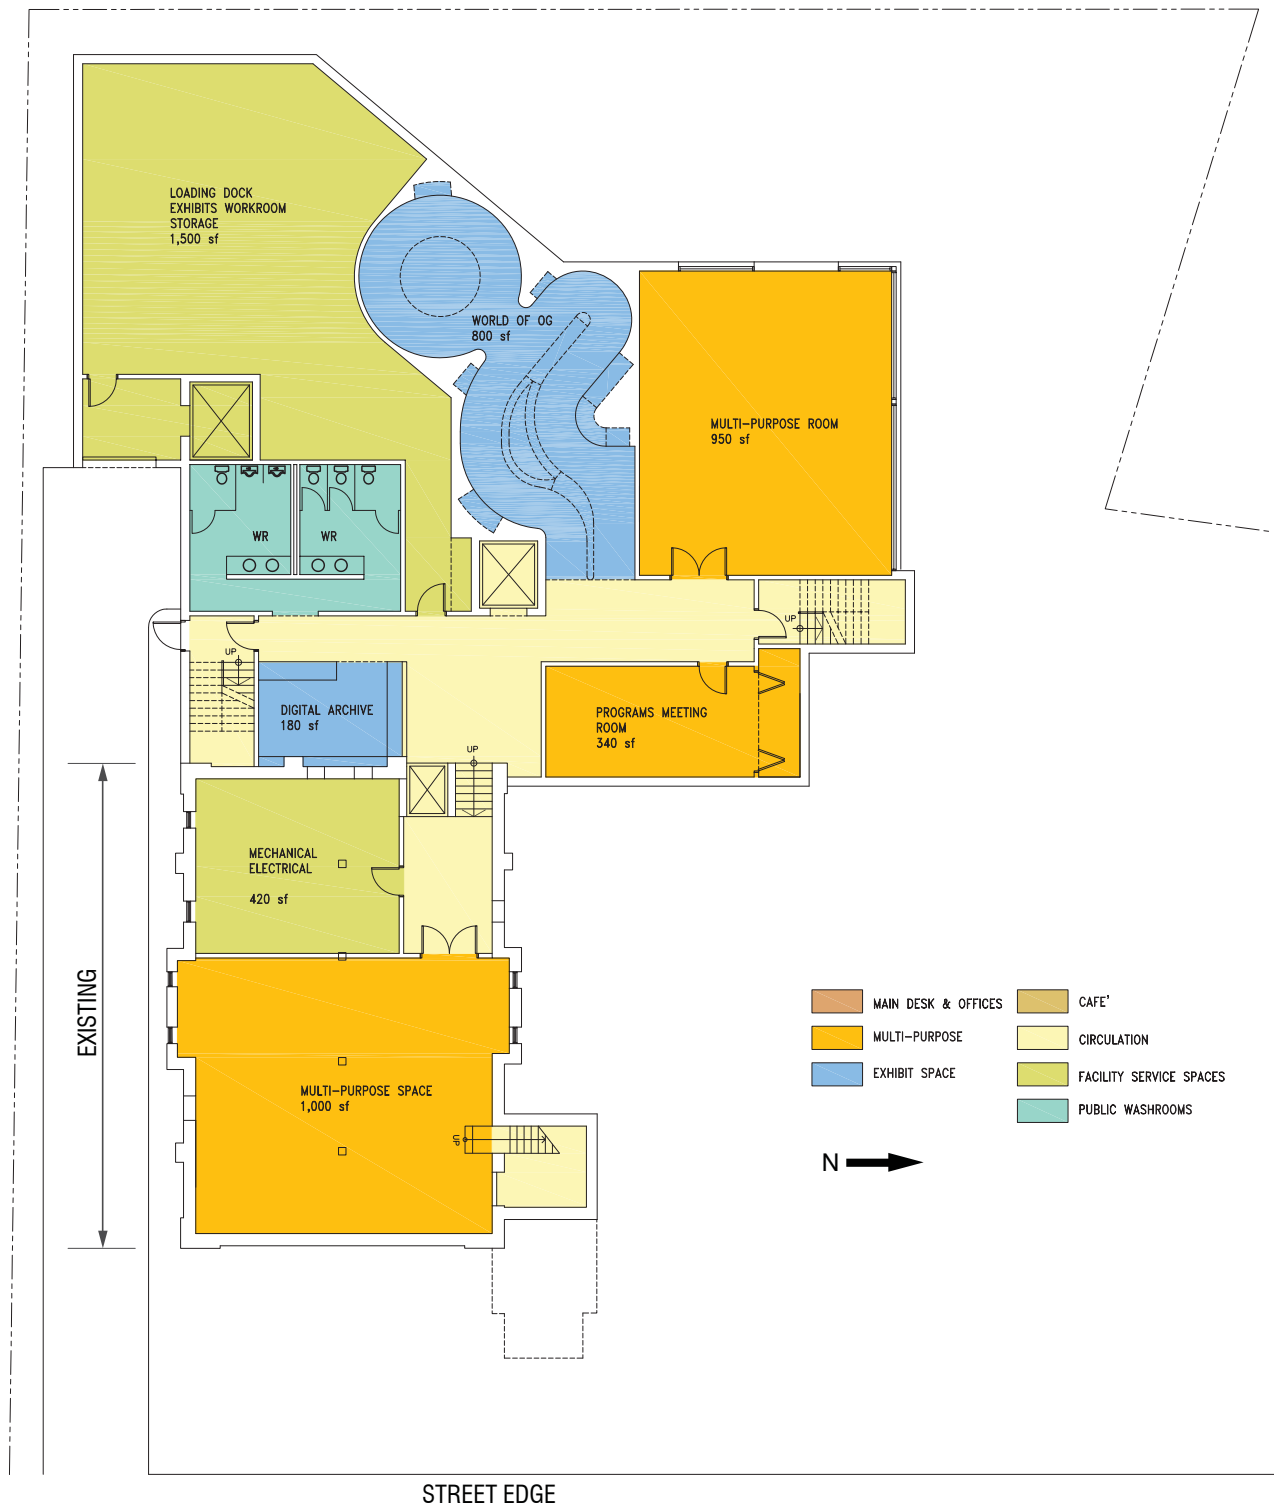 LOADING DOCK
EXHIBITS WORKROOM
STORAGE
1,500 sf
WORLD OF OG
800 sf
MULTI-PURPOSE ROOM
950 sf
WR
WR
UP
UP
DIGITAL ARCHIVE
180 sf
PROGRAMS MEETING
ROOM
340 sf
UP
MECHANICAL
ELECTRICAL
420 sf
EXISTING
MULTI-PURPOSE SPACE
1,000 sf
UP
MAIN DESK & OFFICES
MULTI-PURPOSE
EXHIBIT SPACE
CAFE'
CIRCULATION
FACILITY SERVICE SPACES
PUBLIC WASHROOMS
N
STREET EDGE